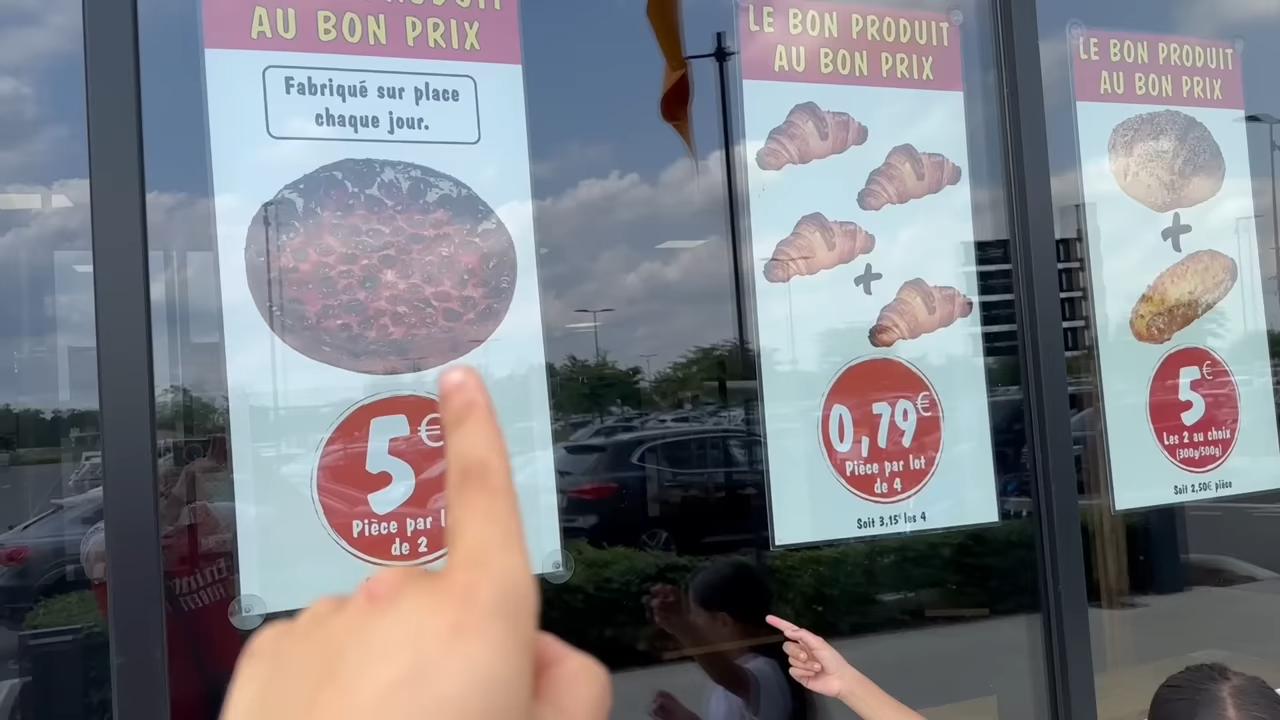 AU BON PRIX
Fabriqué sur place
chaque jour.
5€
Pièce par
de 2
LE BON PRODUIT
AU BON PRIX
+
0,79€
Pièce par lot
de 4
Soit 3,15€ les 4
LE BON PRODUIT
AU BON PRIX
+
5€
Les 2 au choix
(300g/500g)
Soit 2,50€ pièce